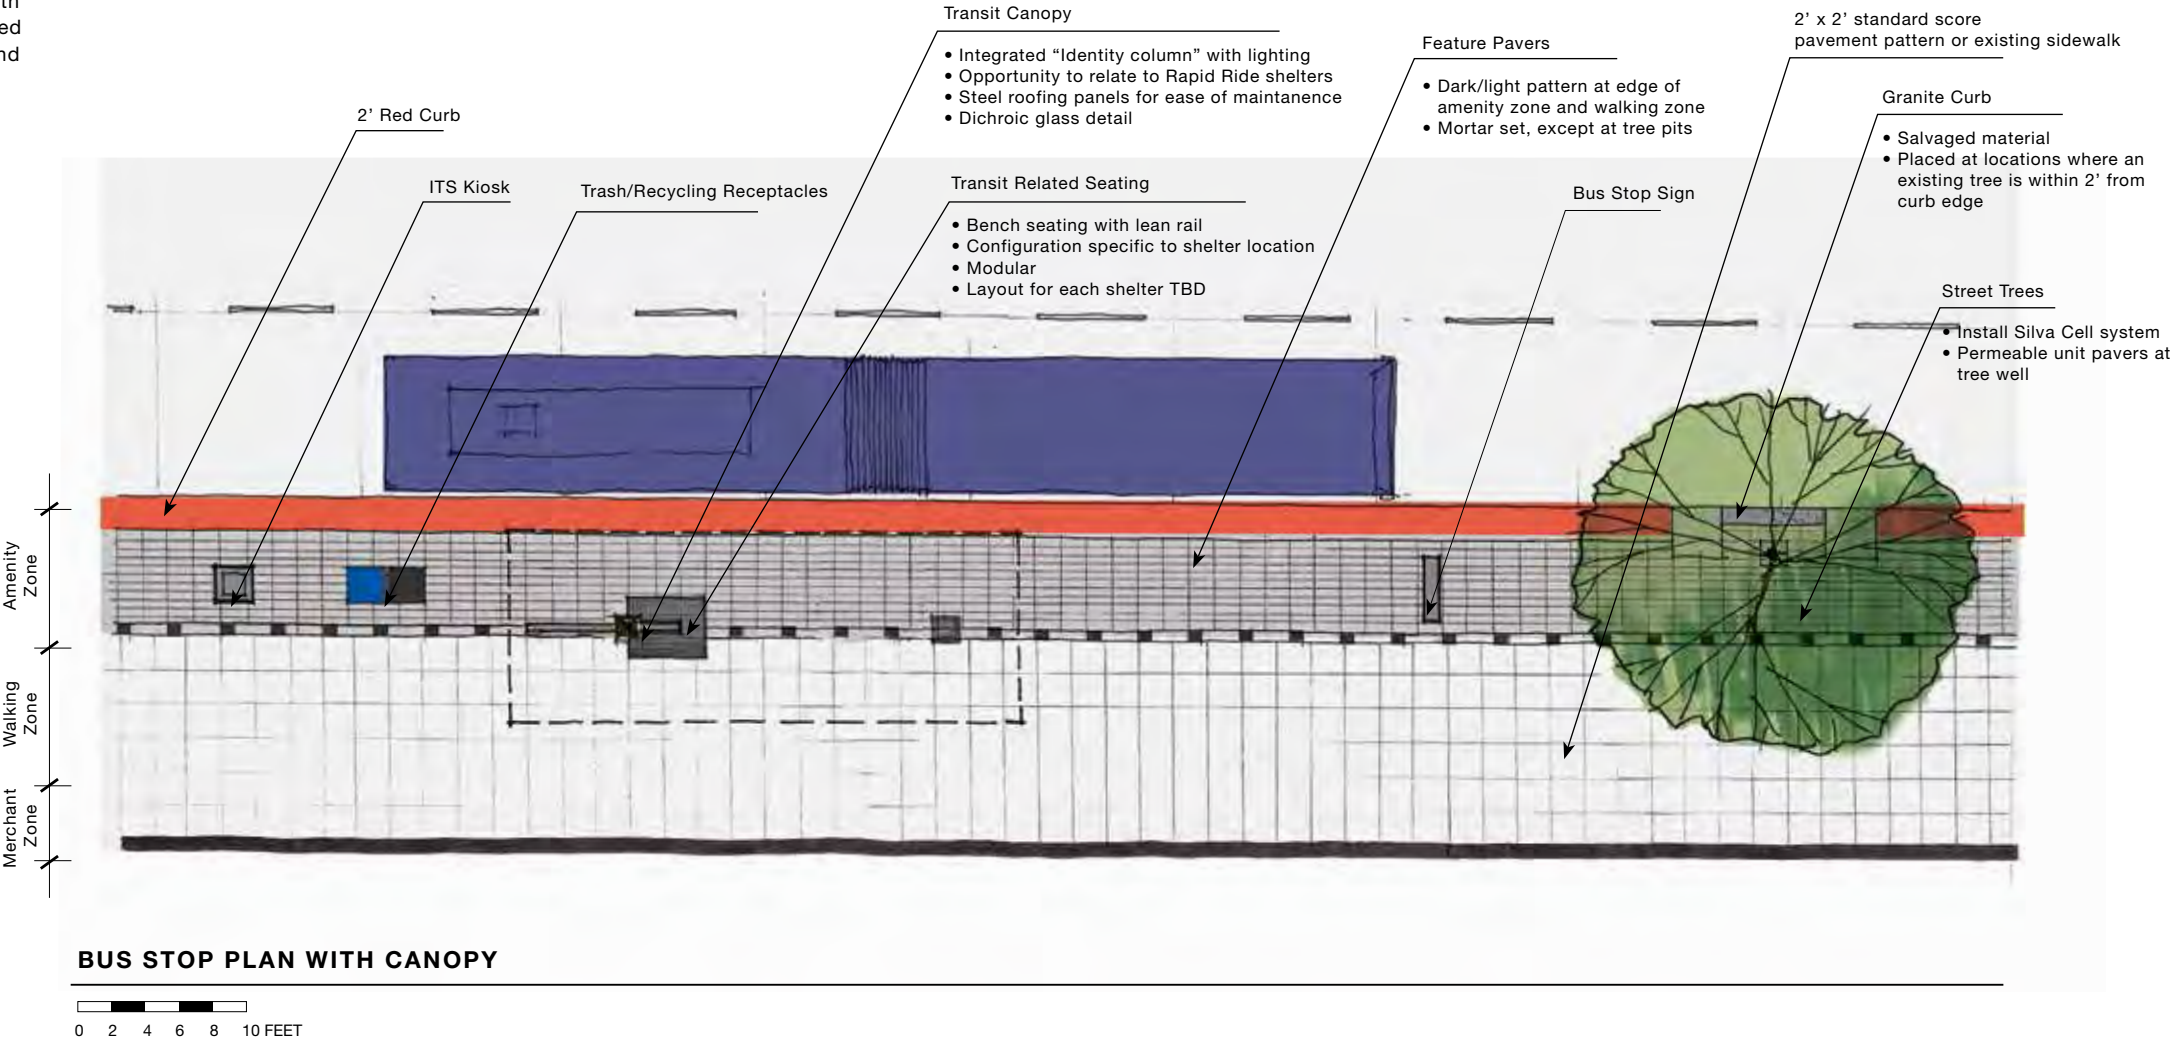 Transit Canopy
• Integrated “Identity column” with lighting
• Opportunity to relate to Rapid Ride shelters
• Steel roofing panels for ease of maintanence
• Dichroic glass detail
Feature Pavers
• Dark/light pattern at edge of
amenity zone and walking zone
• Mortar set, except at tree pits
2’ x 2’ standard score
pavement pattern or existing sidewalk
Granite Curb
• Salvaged material
• Placed at locations where an
existing tree is within 2’ from
curb edge
2’ Red Curb
ITS Kiosk
Trash/Recycling Receptacles
Transit Related Seating
• Bench seating with lean rail
• Configuration specific to shelter location
• Modular
• Layout for each shelter TBD
Bus Stop Sign
Street Trees
• Install Silva Cell system
• Permeable unit pavers at
tree well
Amenity
Zone
Walking
Zone
Merchant
Zone
BUS STOP PLAN WITH CANOPY
0 2 4 6 8 10 FEET